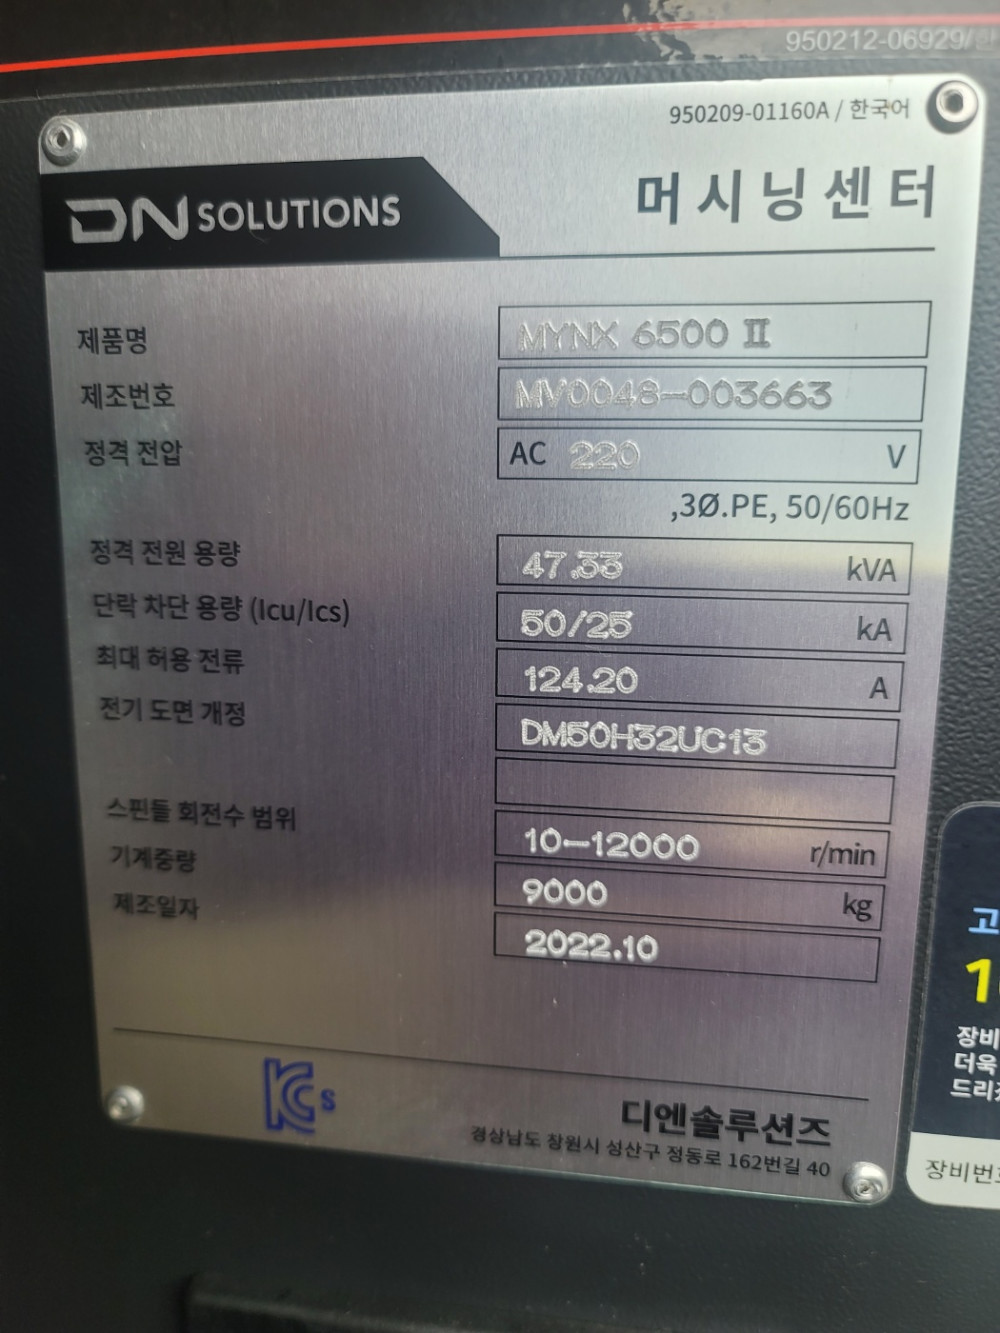 950212-06929/
950209-01160A / 한국어
DN SOLUTIONS
머시닝센터
제품명 MYNX 6500 Ⅱ
제조번호 MV0048-003663
정격 전압 AC 220 V
,3Ø.PE, 50/60Hz
정격 전원 용량 47.33 kVA
단락 차단 용량 (Icu/Ics) 50/25 kA
최대 허용 전류 124.20 A
전기 도면 개정 DM50H32UC13
스핀들 회전수 범위 10-12000 r/min
기계중량 9000 kg
제조일자 2022.10
KC s
디엔솔루션즈
경상남도 창원시 성산구 정동로 162번길 40
고
1
장비
더욱
드리
장비번